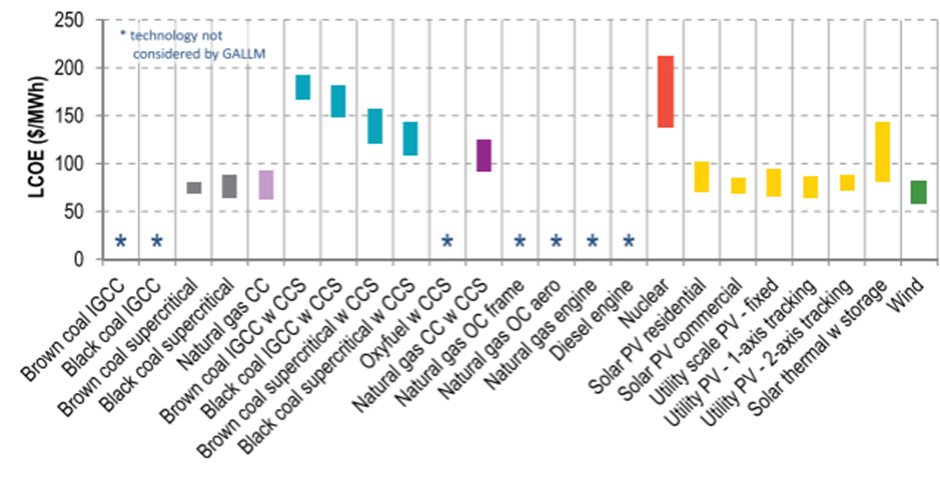 250
* technology not
considered by GALLM
200
150
100
50
0
LCOE ($/MWh)
* * * * * * *
Brown coal IGCC
Black coal IGCC
Brown coal supercritical
Black coal supercritical
Natural gas CC
Brown coal IGCC w CCS
Black coal IGCC w CCS
Brown coal supercritical w CCS
Black coal supercritical w CCS
Oxyfuel w CCS
Natural gas CC w CCS
Natural gas OC frame
Natural gas OC aero
Natural gas engine
Diesel engine
Nuclear
Solar PV residential
Solar PV commercial
Utility scale PV - fixed
Utility PV - 1-axis tracking
Utility PV - 2-axis tracking
Solar thermal w storage
Wind